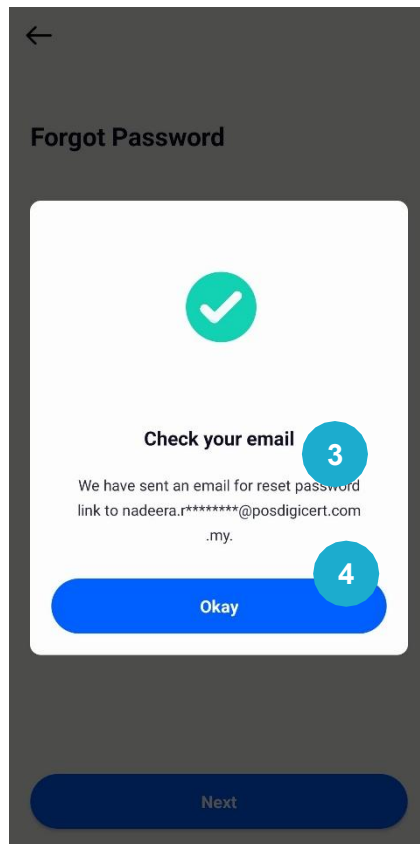 Forgot Password
Check your email
3
We have sent an email for reset password
link to nadeera.r********@posdigicert.com
.my.
4
Okay
Next